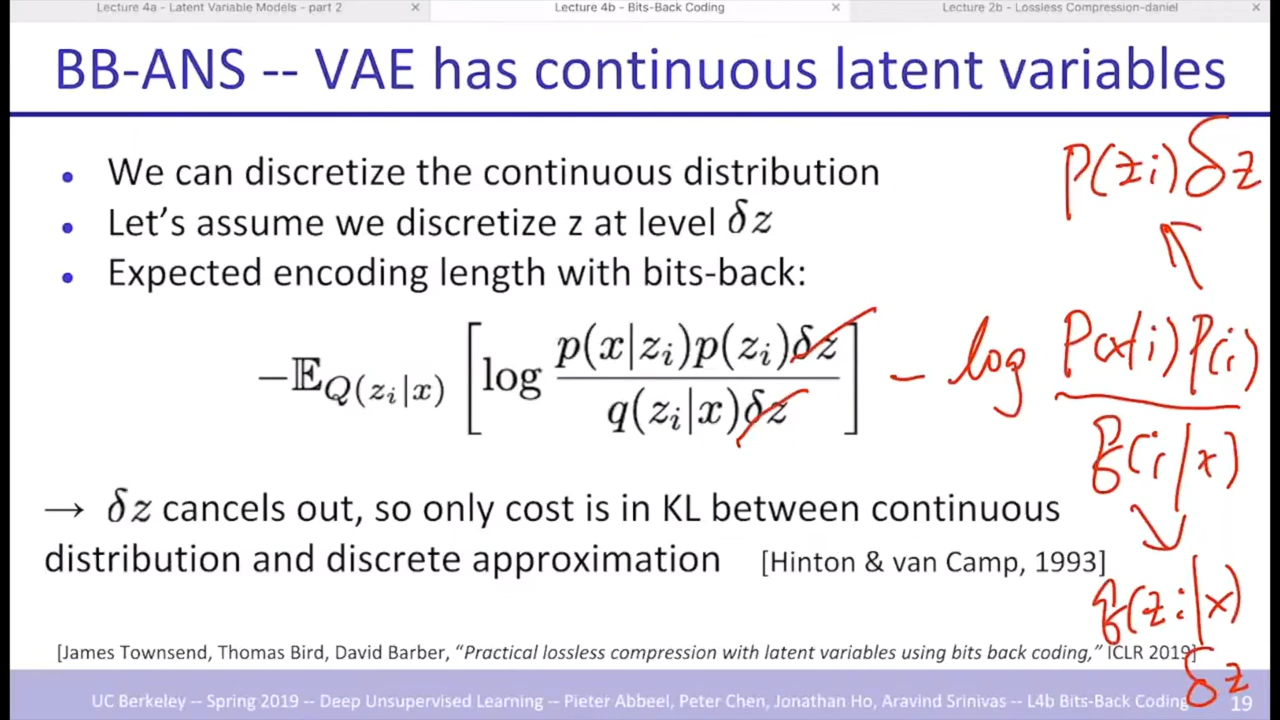 Lecture 4a - Latent Variable Models - part 2
Lecture 4b - Bits-Back Coding
Lecture 2b - Lossless Compression-daniel
BB-ANS -- VAE has continuous latent variables
• We can discretize the continuous distribution
• Let's assume we discretize z at level δz
• Expected encoding length with bits-back:
p(zi)δz
−𝔼_{Q(z_i|x)} [log p(x|z_i)p(z_i)δz / q(z_i|x)δz]
− log P(x|i)P(i) / q(i|x)
→ δz cancels out, so only cost is in KL between continuous
distribution and discrete approximation [Hinton & van Camp, 1993]
q(zi|x)
δz
[James Townsend, Thomas Bird, David Barber, “Practical lossless compression with latent variables using bits back coding,” ICLR 2019]
UC Berkeley -- Spring 2019 -- Deep Unsupervised Learning -- Pieter Abbeel, Peter Chen, Jonathan Ho, Aravind Srinivas -- L4b Bits-Back Coding
19